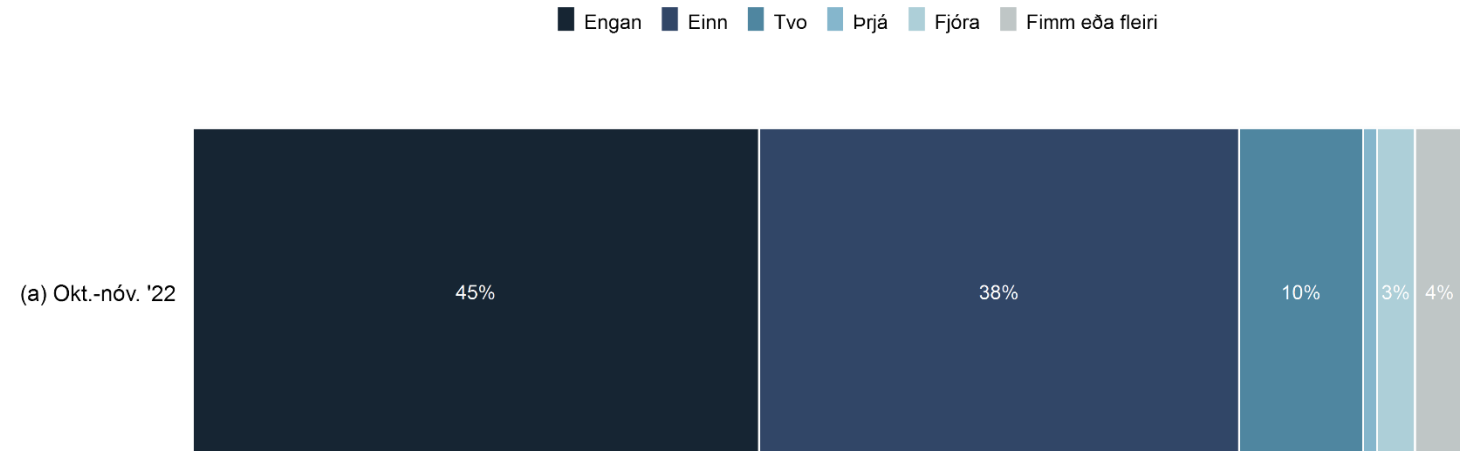 Engan Einn Tvo Þrjá Fjóra Fimm eða fleiri
(a) Okt.-nóv. '22 45% 38% 10% 3% 4%